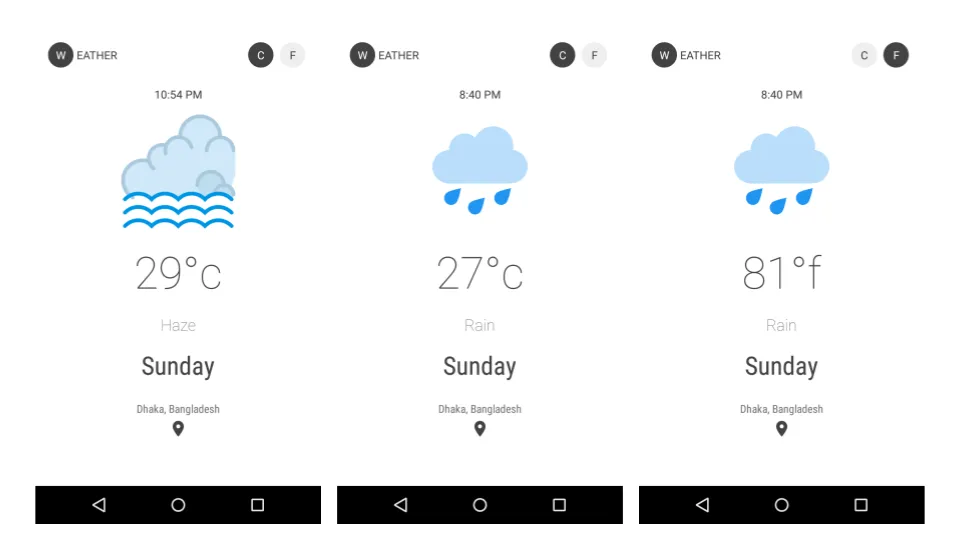 W EATHER C F
10:54 PM
29°c
Haze
Sunday
Dhaka, Bangladesh
W EATHER C F
8:40 PM
27°c
Rain
Sunday
Dhaka, Bangladesh
W EATHER C F
8:40 PM
81°f
Rain
Sunday
Dhaka, Bangladesh